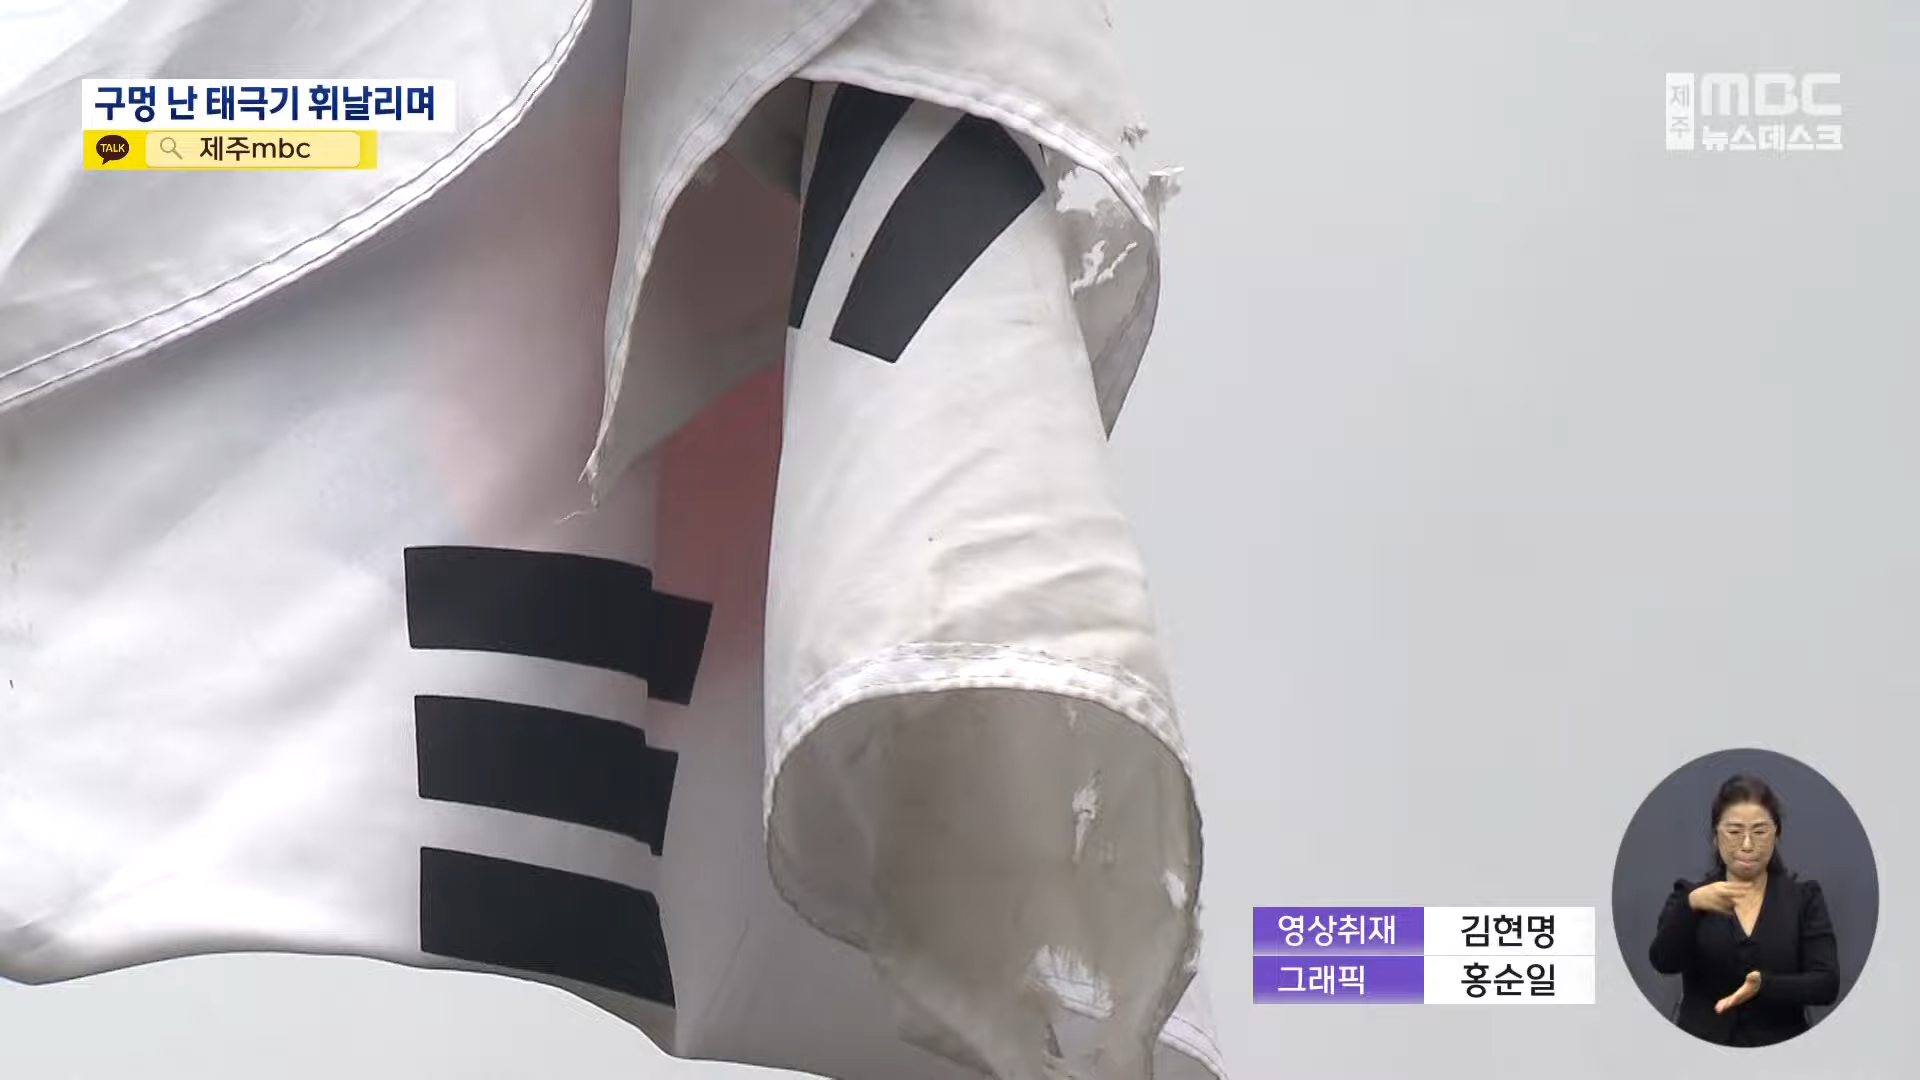 구멍 난 태극기 휘날리며
TALK 제주mbc
제주 MBC
뉴스데스크
영상취재 김현명
그래픽 홍순일